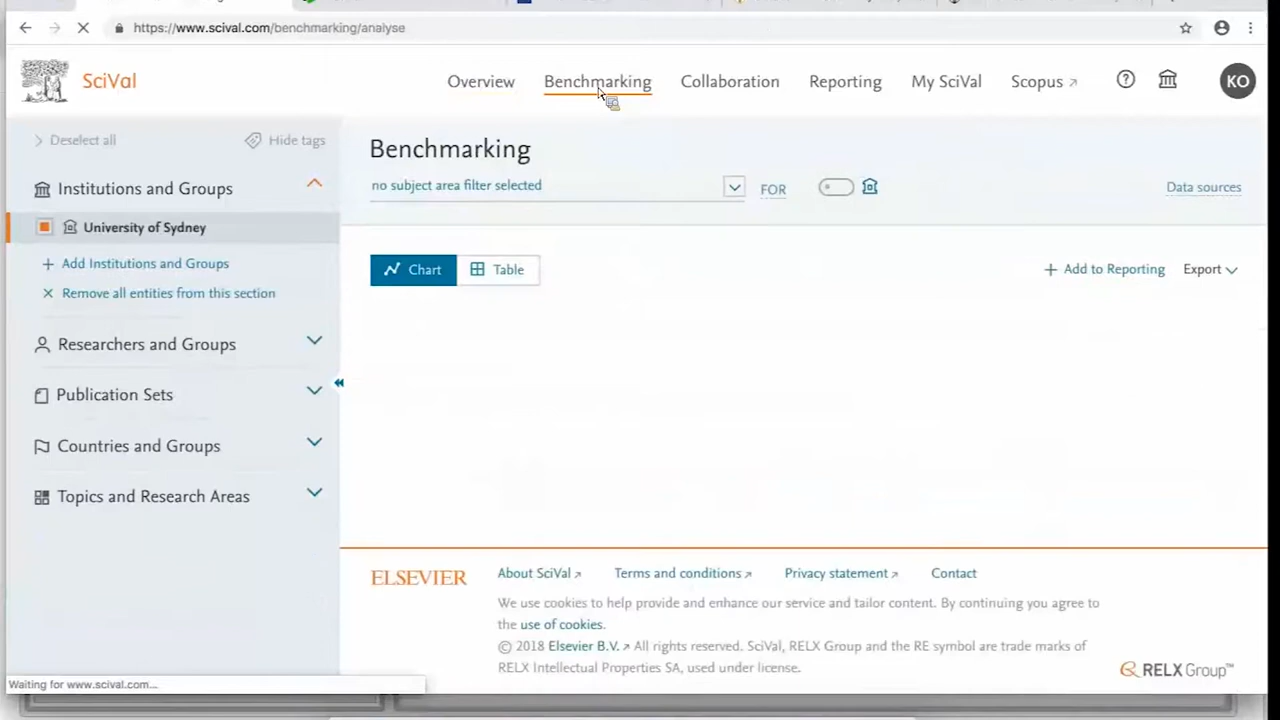 https://www.scival.com/benchmarking/analyse
SciVal
Overview
Benchmarking
Collaboration
Reporting
My SciVal
Scopus ↗
KO
Deselect all
Hide tags
Institutions and Groups
University of Sydney
+ Add Institutions and Groups
× Remove all entities from this section
Researchers and Groups
Publication Sets
Countries and Groups
Topics and Research Areas
Benchmarking
no subject area filter selected
FOR
Data sources
Chart
Table
+ Add to Reporting
Export
ELSEVIER
About SciVal ↗
Terms and conditions ↗
Privacy statement ↗
Contact
We use cookies to help provide and enhance our service and tailor content. By continuing you agree to
the use of cookies.
© 2018 Elsevier B.V. ↗ All rights reserved. SciVal, RELX Group and the RE symbol are trade marks of
RELX Intellectual Properties SA, used under license.
RELX Group™
Waiting for www.scival.com...